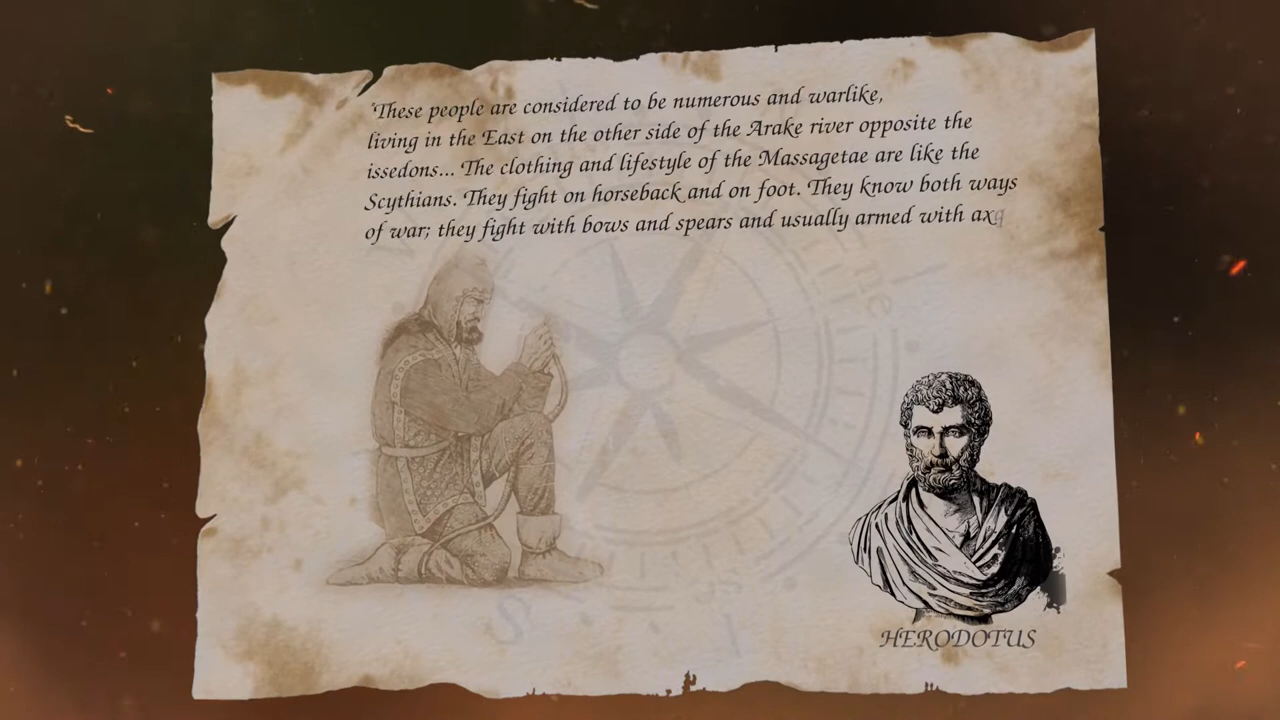 "These people are considered to be numerous and warlike,
living in the East on the other side of the Arake river opposite the
issedons... The clothing and lifestyle of the Massagetae are like the
Scythians. They fight on horseback and on foot. They know both ways
of war; they fight with bows and spears and usually armed with
HERODOTUS